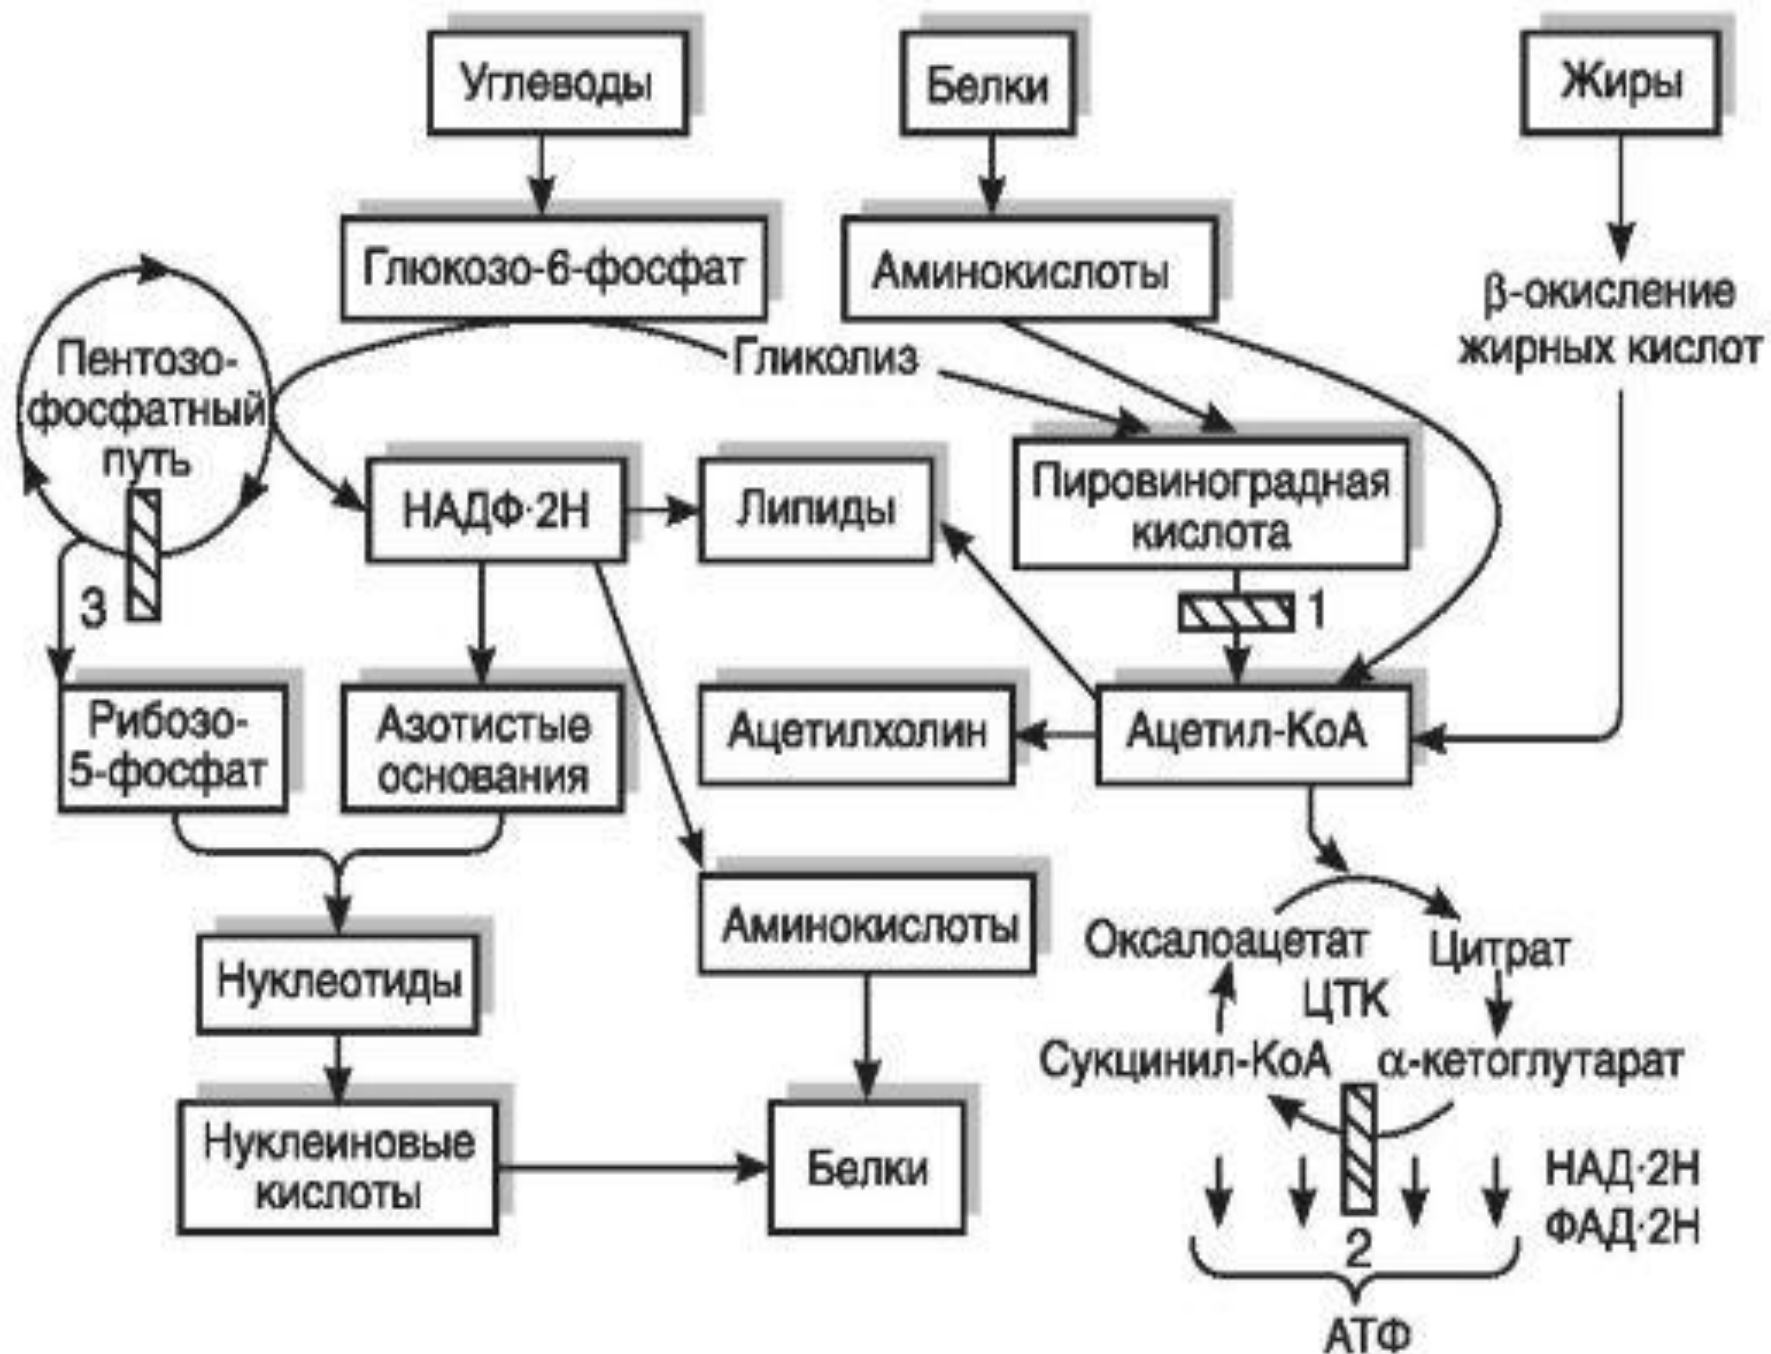 Углеводы
Белки
Жиры
Глюкозо-6-фосфат
Аминокислоты
β-окисление
жирных кислот
Пентозо-
фосфатный
путь
Гликолиз
НАДФ·2Н
Липиды
Пировиноградная
кислота
3
1
Рибозо-
5-фосфат
Азотистые
основания
Ацетилхолин
Ацетил-КоА
Аминокислоты
Оксалоацетат
Цитрат
ЦТК
Нуклеотиды
Сукцинил-КоА
α-кетоглутарат
Нуклеиновые
кислоты
Белки
НАД·2Н
ФАД·2Н
2
АТФ